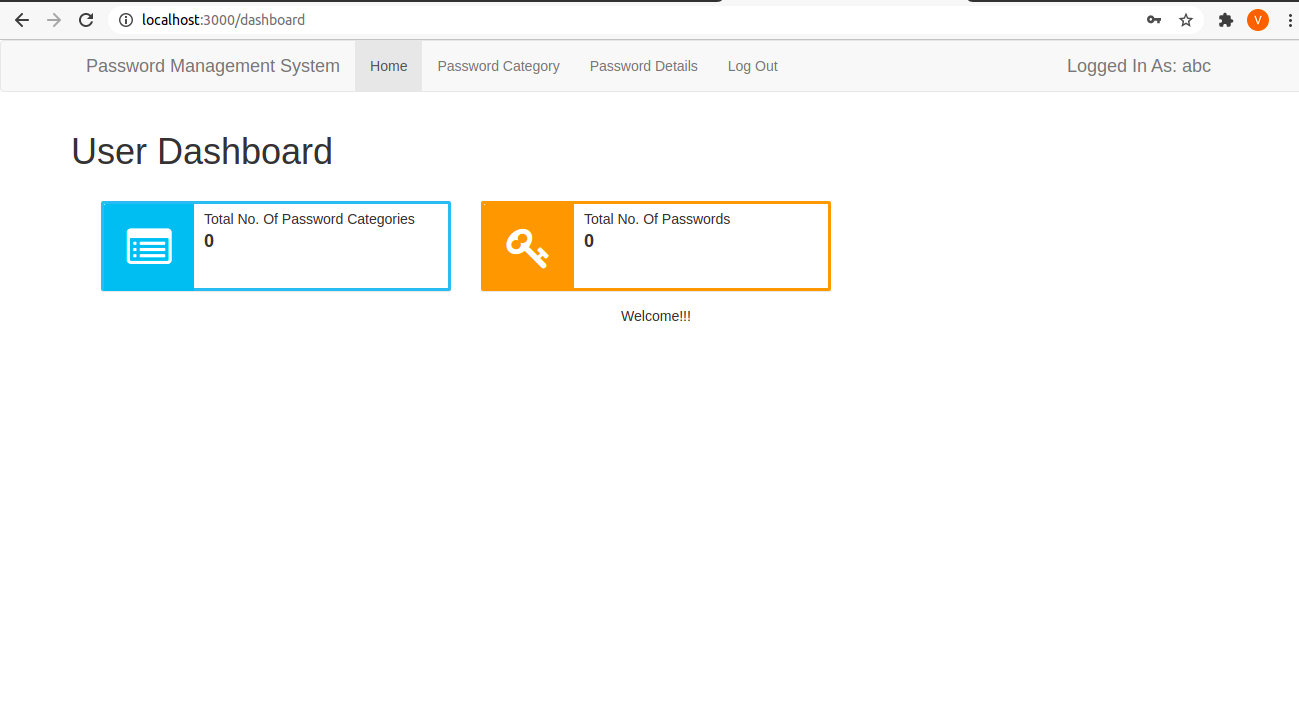 localhost:3000/dashboard
V
Password Management System Home Password Category Password Details Log Out Logged In As: abc
User Dashboard
Total No. Of Password Categories Total No. Of Passwords
0 0
Welcome!!!